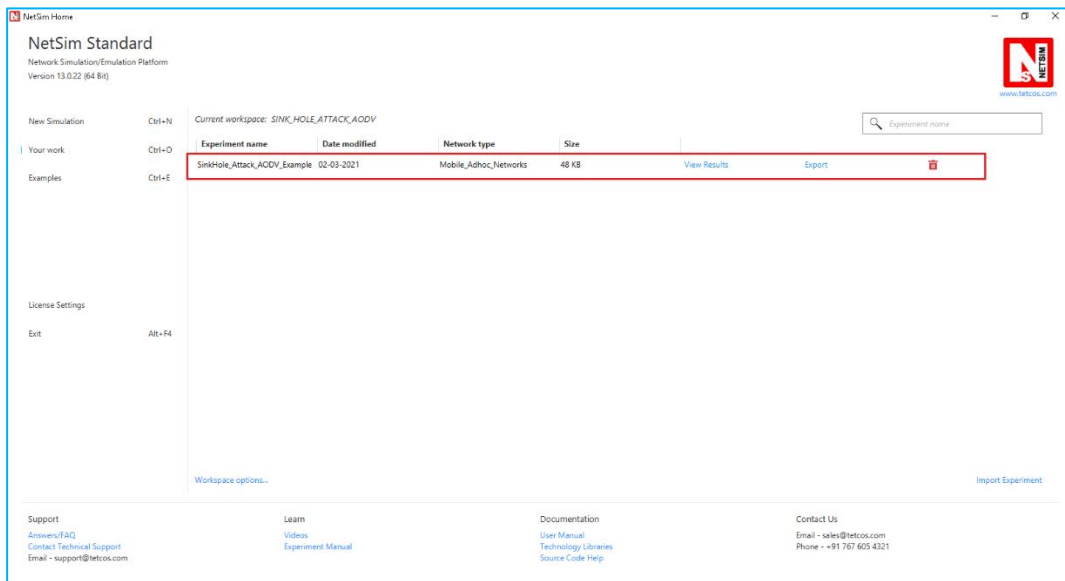 NetSim Home
NetSim Standard
Network Simulation/Emulation Platform
Version 13.0.22 (64 Bit)
N
S
NETSIM
www.tetcos.com
New Simulation Ctrl+N
Your work Ctrl+O
Examples Ctrl+E
License Settings
Exit Alt+F4
Current workspace: SINK_HOLE_ATTACK_AODV
Experiment name
Experiment name Date modified Network type Size
SinkHole_Attack_AODV_Example 02-03-2021 Mobile_Adhoc_Networks 48 KB View Results Export
Workspace options... Import Experiment
Support
Answers/FAQ
Contact Technical Support
Email - support@tetcos.com
Learn
Videos
Experiment Manual
Documentation
User Manual
Technology Libraries
Source Code Help
Contact Us
Email - sales@tetcos.com
Phone - +91 767 605 4321